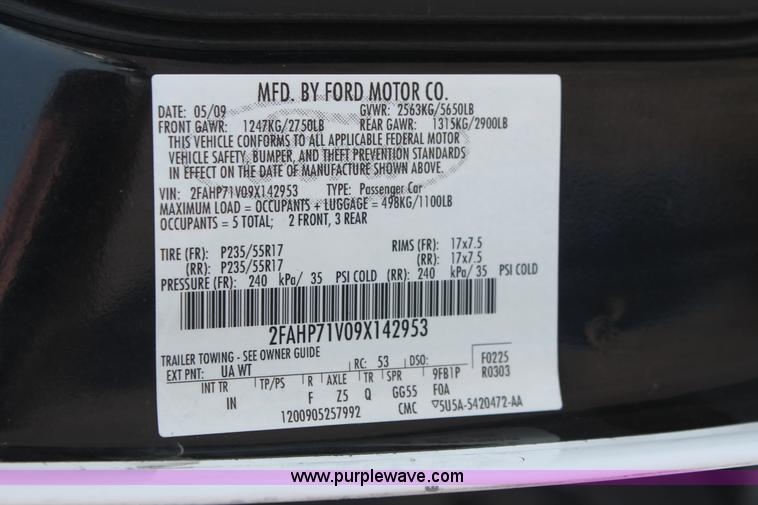 MFD. BY FORD MOTOR CO.
DATE: 05/09 GVWR: 2563KG/5650LB
FRONT GAWR: 1247KG/2750LB REAR GAWR: 1315KG/2900LB
THIS VEHICLE CONFORMS TO ALL APPLICABLE FEDERAL MOTOR
VEHICLE SAFETY, BUMPER, AND THEFT PREVENTION STANDARDS
IN EFFECT ON THE DATE OF MANUFACTURE SHOWN ABOVE.
VIN: 2FAHP71V09X142953 TYPE: Passenger Car
MAXIMUM LOAD = OCCUPANTS + LUGGAGE = 498KG/1100LB
OCCUPANTS = 5 TOTAL; 2 FRONT, 3 REAR
TIRE (FR): P235/55R17 RIMS (FR): 17x7.5
(RR): P235/55R17 (RR): 17x7.5
PRESSURE (FR): 240 kPa/ 35 PSI COLD (RR): 240 kPa/ 35 PSI COLD
2FAHP71V09X142953
TRAILER TOWING - SEE OWNER GUIDE
EXT PNT: UA WT RC: 53 DSO: F0225
INT TR TP/PS R AXLE TR SPR 9FB1P R0303
IN F Z5 Q GG55 F0A
1200905257992 CMC ▽5U5A-5420472-AA
www.purplewave.com